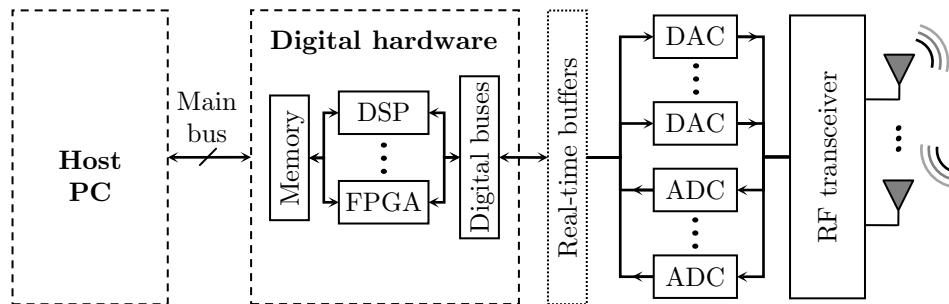 Host
PC
Main
bus
Digital hardware
Memory
DSP
FPGA
Digital buses
Real-time buffers
DAC
DAC
ADC
ADC
RF transceiver